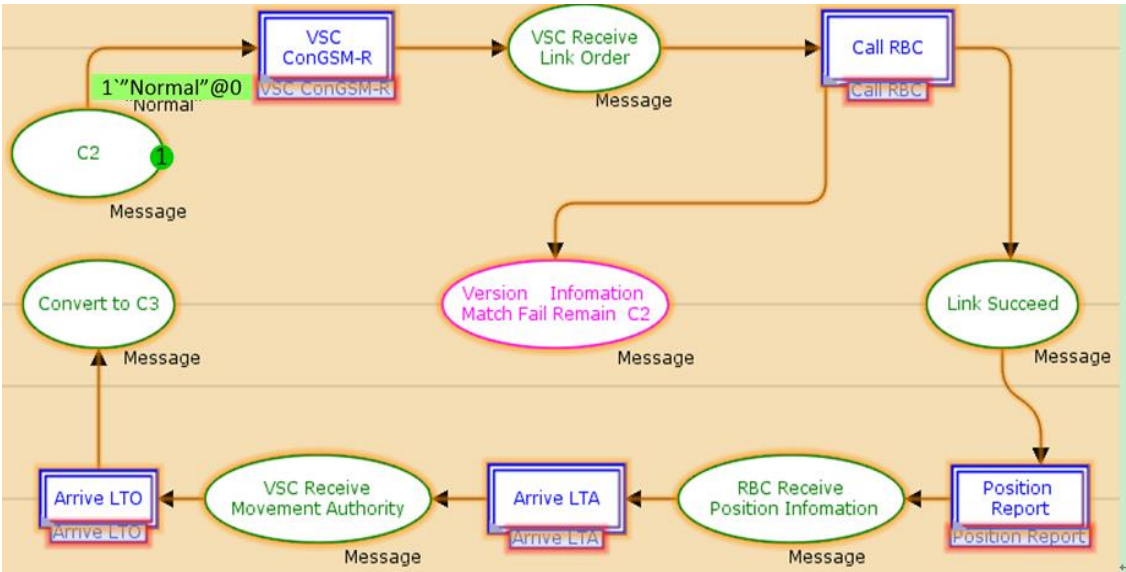 VSC
ConGSM-R
VSC ConGSM-R
VSC Receive
Link Order
Message
Call RBC
Call RBC
1`”Normal”@0
"Normal"
C2
1
Message
Convert to C3
Message
Version Infomation
Match Fail Remain C2
Message
Link Succeed
Message
Arrive LTO
Arrive LTO
VSC Receive
Movement Authority
Message
Arrive LTA
Arrive LTA
RBC Receive
Position Infomation
Message
Position
Report
Position Report